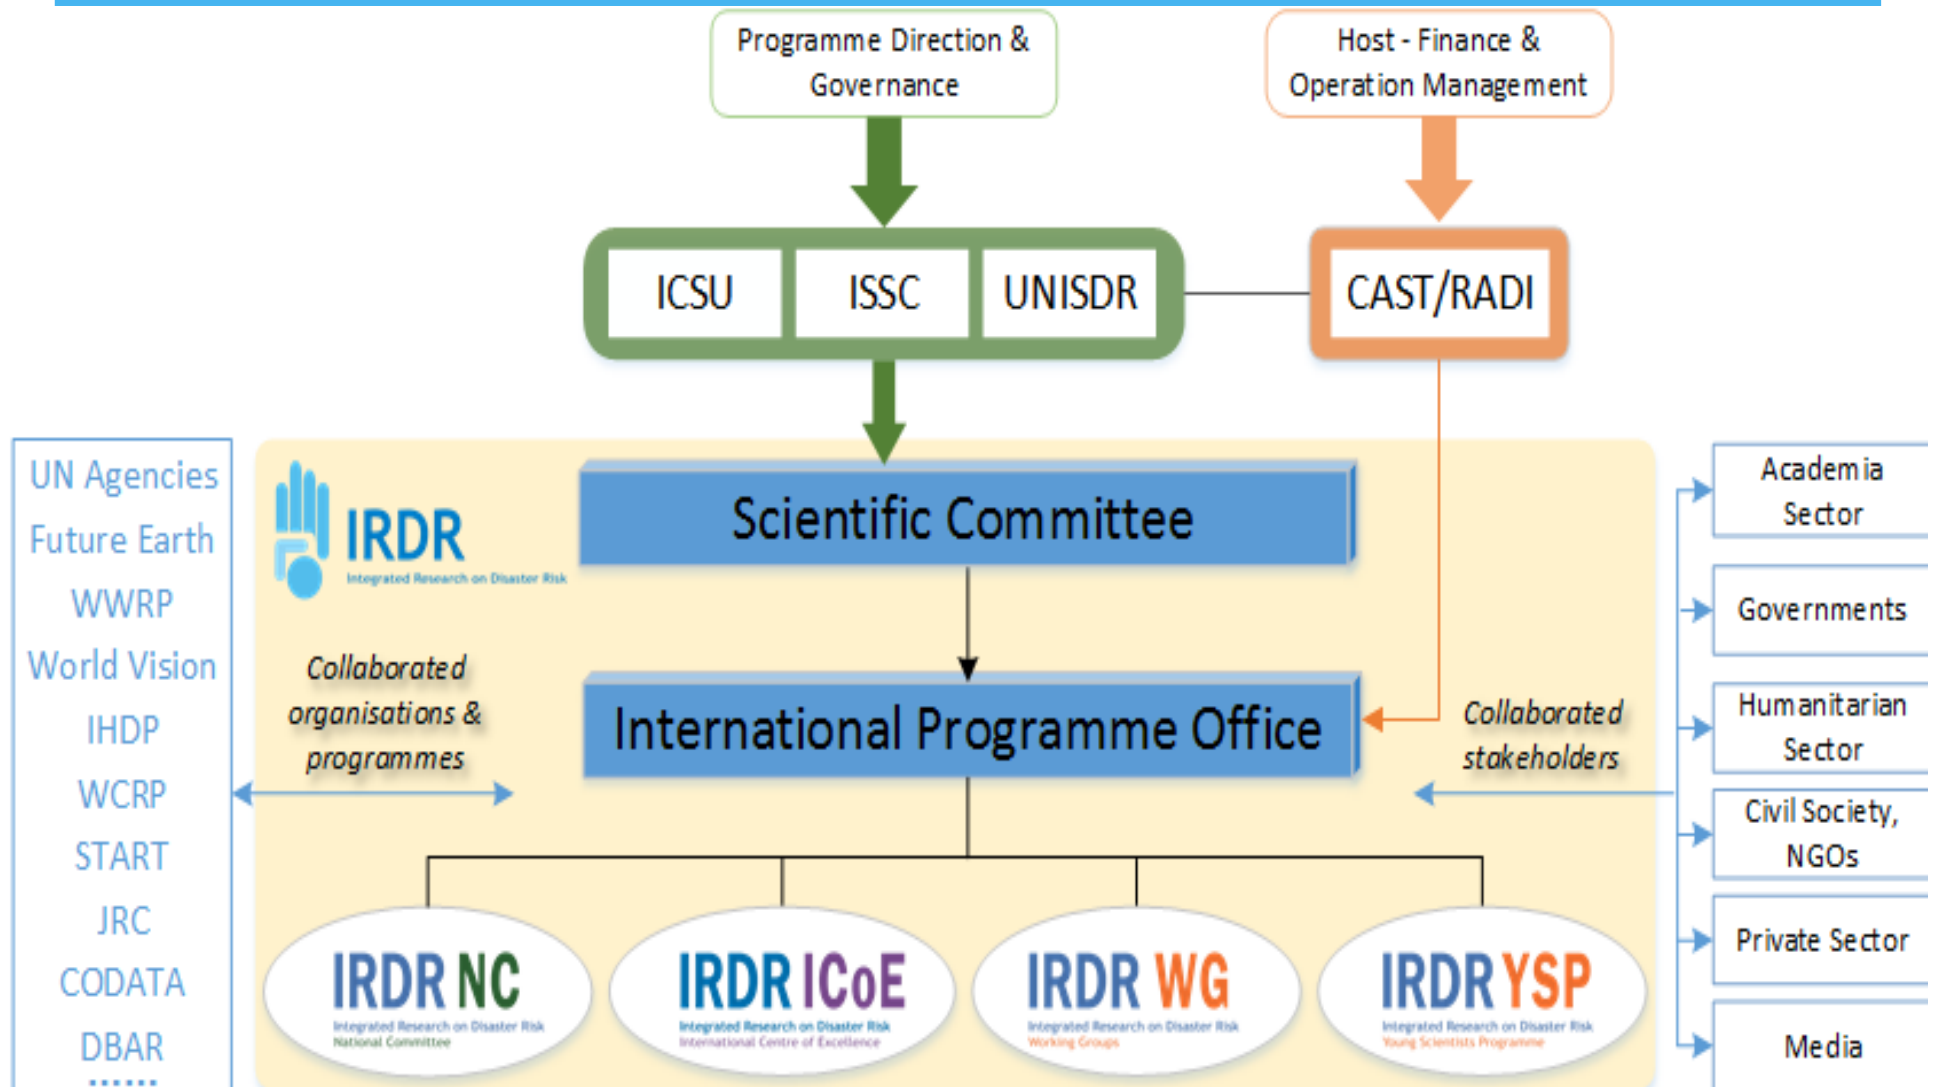 Programme Direction &
Governance
Host - Finance &
Operation Management
ICSU
ISSC
UNISDR
CAST/RADI
UN Agencies
Future Earth
WWRP
World Vision
IHDP
WCRP
START
JRC
CODATA
DBAR
......
IRDR
Integrated Research on Disaster Risk
Scientific Committee
Collaborated
organisations &
programmes
International Programme Office
Collaborated
stakeholders
Academia
Sector
Governments
Humanitarian
Sector
Civil Society,
NGOs
Private Sector
Media
IRDR NC
Integrated Research on Disaster Risk
National Committee
IRDR ICoE
Integrated Research on Disaster Risk
International Centre of Excellence
IRDR WG
Integrated Research on Disaster Risk
Working Groups
IRDR YSP
Integrated Research on Disaster Risk
Young Scientists Programme